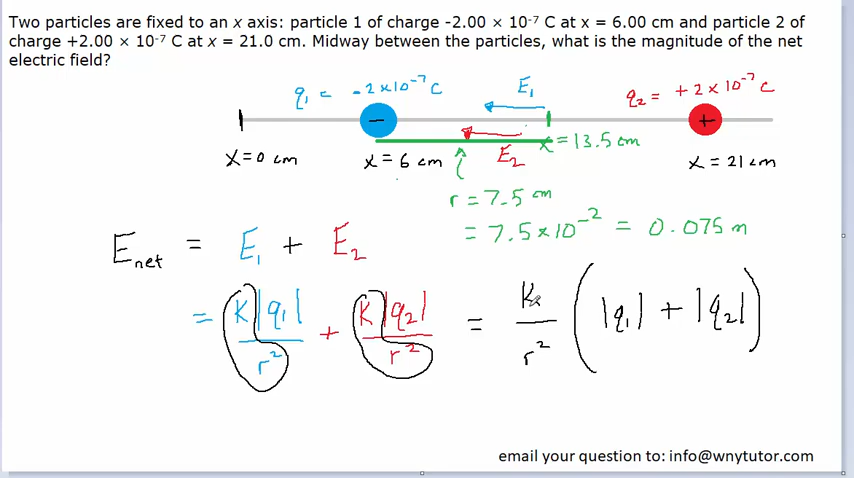 Two particles are fixed to an x axis: particle 1 of charge -2.00 × 10⁻⁷ C at x = 6.00 cm and particle 2 of
charge +2.00 × 10⁻⁷ C at x = 21.0 cm. Midway between the particles, what is the magnitude of the net
electric field?
q₁ = -2×10⁻⁷ C E₁ q₂ = +2×10⁻⁷ C
− +
x=0 cm x=6 cm E₂ x=13.5 cm x=21 cm
r=7.5 cm
= 7.5×10⁻² = 0.075 m
E_net = E₁ + E₂
= K|q₁|/r² + K|q₂|/r² = K/r² (|q₁| + |q₂|)
email your question to: info@wnytutor.com